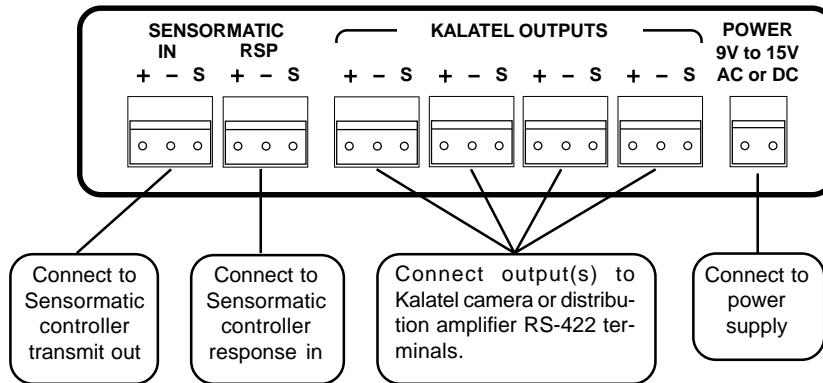 SENSORMATIC
IN RSP
+ – S + – S
KALATEL OUTPUTS
+ – S + – S + – S + – S
POWER
9V to 15V
AC or DC
Connect to
Sensormatic
controller
transmit out
Connect to
Sensormatic
controller
response in
Connect output(s) to
Kalatel camera or distribu-
tion amplifier RS-422 ter-
minals.
Connect to
power
supply